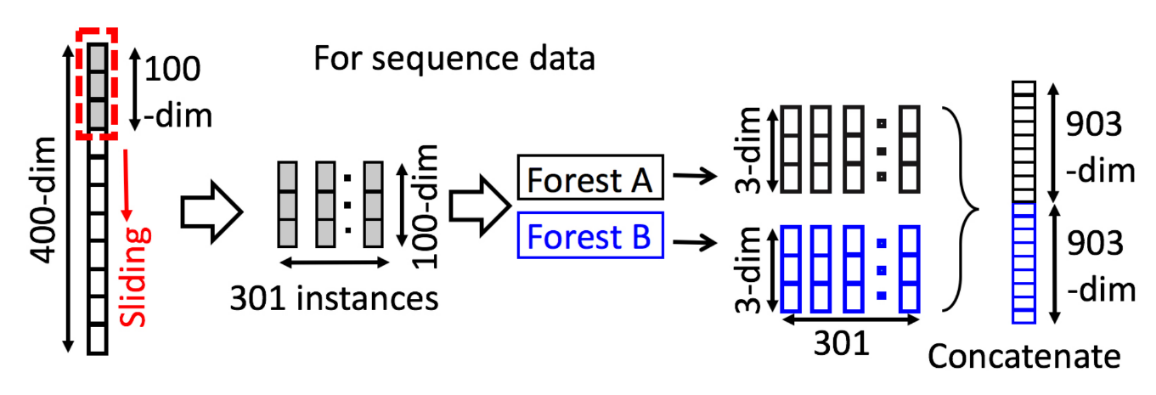 For sequence data
400-dim
100
-dim
Sliding
301 instances
100-dim
Forest A
Forest B
3-dim
3-dim
301
903
-dim
903
-dim
Concatenate